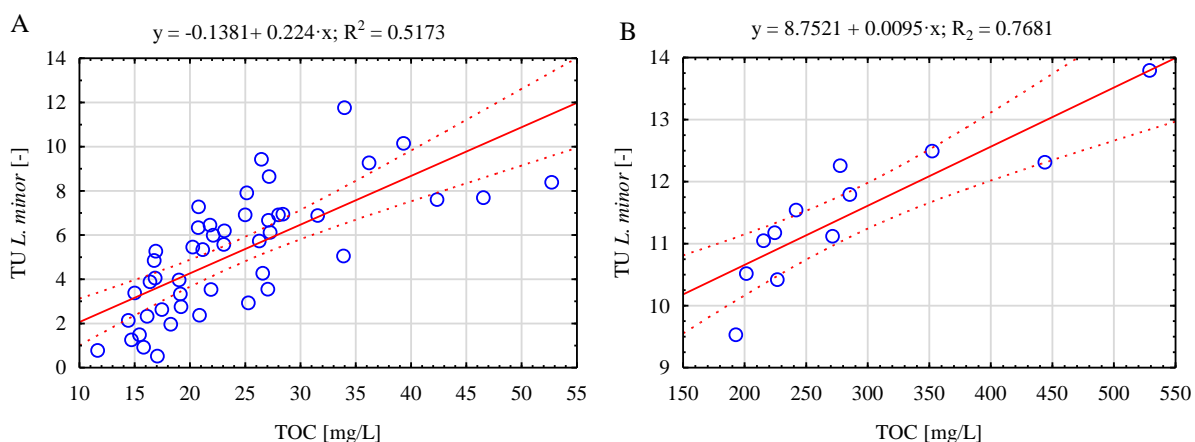 A
y = -0.1381+ 0.224·x; R² = 0.5173
14
12
10
8
6
4
2
0
TU L. minor [-]
10 15 20 25 30 35 40 45 50 55
TOC [mg/L]
B
y = 8.7521 + 0.0095·x; R₂ = 0.7681
14
13
12
11
10
9
TU L. minor [-]
150 200 250 300 350 400 450 500 550
TOC [mg/L]